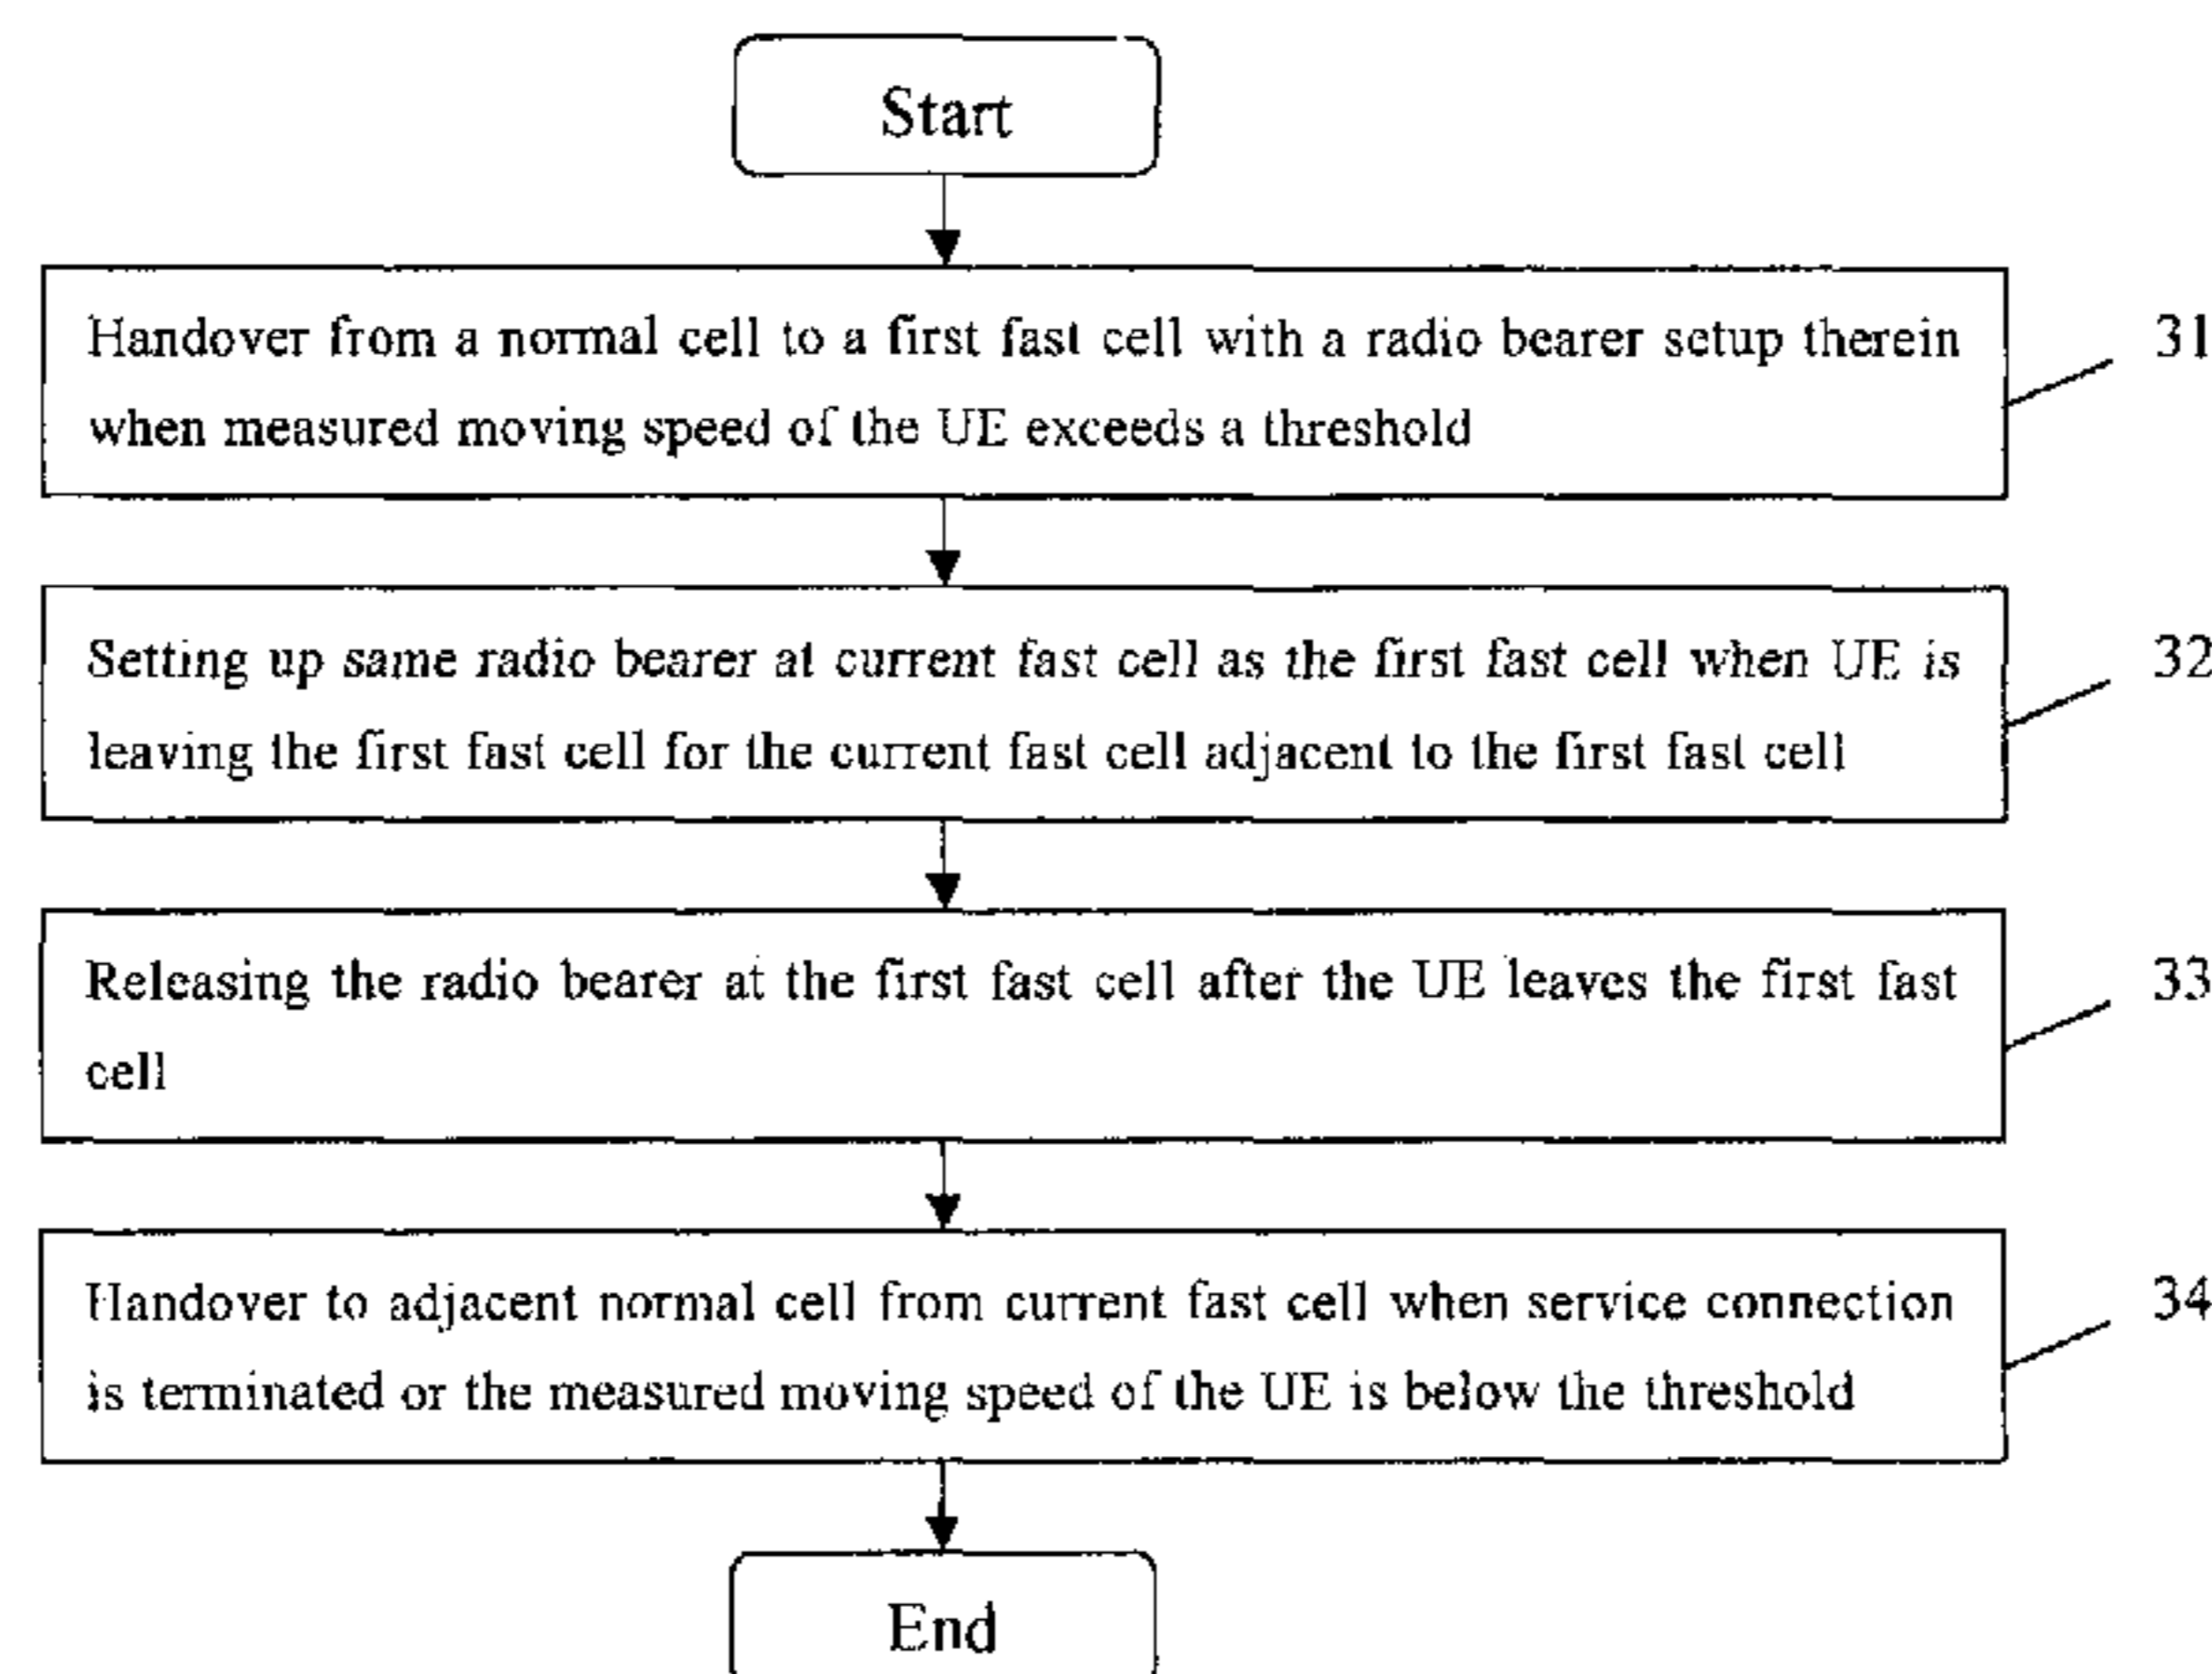 Start
Handover from a normal cell to a first fast cell with a radio bearer setup therein
when measured moving speed of the UE exceeds a threshold
31
Setting up same radio bearer at current fast cell as the first fast cell when UE is
leaving the first fast cell for the current fast cell adjacent to the first fast cell
32
Releasing the radio bearer at the first fast cell after the UE leaves the first fast
cell
33
Handover to adjacent normal cell from current fast cell when service connection
is terminated or the measured moving speed of the UE is below the threshold
34
End